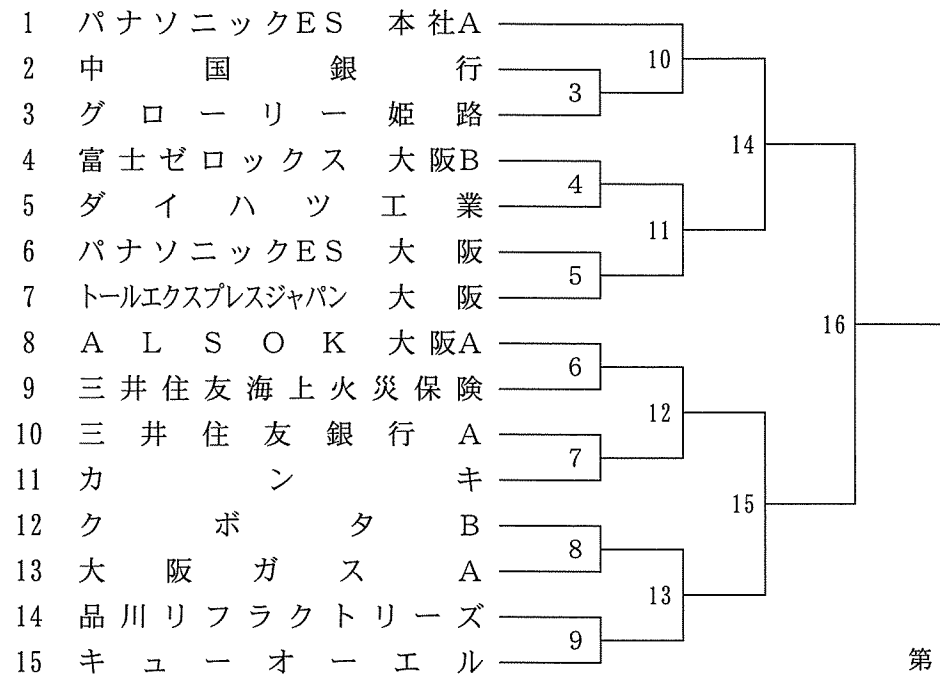 1 パナソニックES 本社A
2 中国銀行
3 グローリー姫路
4 富士ゼロックス 大阪B
5 ダイハツ工業
6 パナソニックES 大阪
7 トールエクスプレスジャパン 大阪
8 ALSOK 大阪A
9 三井住友海上火災保険
10 三井住友銀行A
11 カンキ
12 クボタB
13 大阪ガスA
14 品川リフラクトリーズ
15 キューオーエル
3
4
5
6
7
8
9
10
11
12
13
14
15
16
第